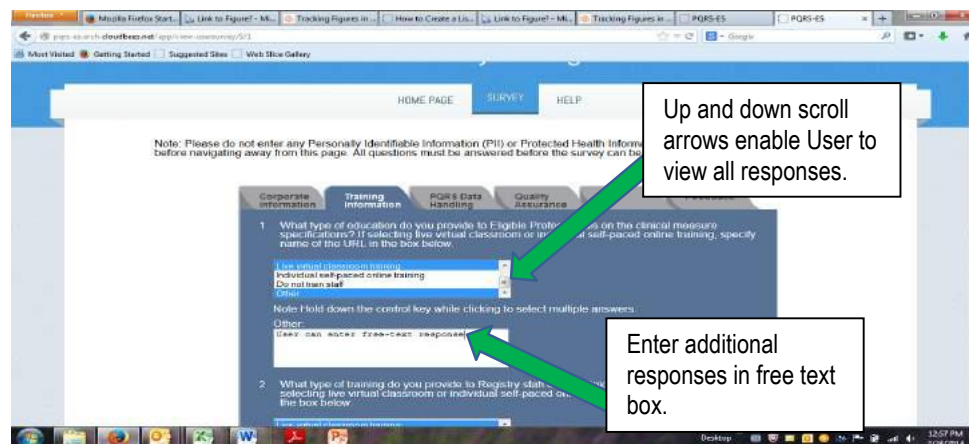 Firefox
Mozilla Firefox Start...
Link to Figure! - Mi...
Tracking Figures in ...
How to Create a Lis...
Link to Figure! - Mi...
Tracking Figures in ...
PQRS-ES
PQRS-ES
Google
Most Visited Getting Started Suggested Sites Web Slice Gallery
HOME PAGE SURVEY HELP
Up and down scroll
arrows enable User to
view all responses.
Note: Please do not enter any Personally Identifiable Information (PII) or Protected Health
before navigating away from this page. All questions must be answered before the survey can be
Corporate
Information
Training
Information
PQRS Data
Handling
Quality
Assurance
1 What type of education do you provide to Eligible on the clinical measure
specifications? If selecting live virtual classroom or self-paced online training, specify
name of the URL in the box below.
Live virtual classroom training
Individual self-paced online training
Do not train staff
Other
Note Hold down the control key while clicking to select multiple answers.
Other:
User can enter free-text response
Enter additional
responses in free text
box.
2 What type of training do you provide to Registry
selecting live virtual classroom or individual self-paced
the box below.
Live virtual classroom training
Desktop
12:57 PM